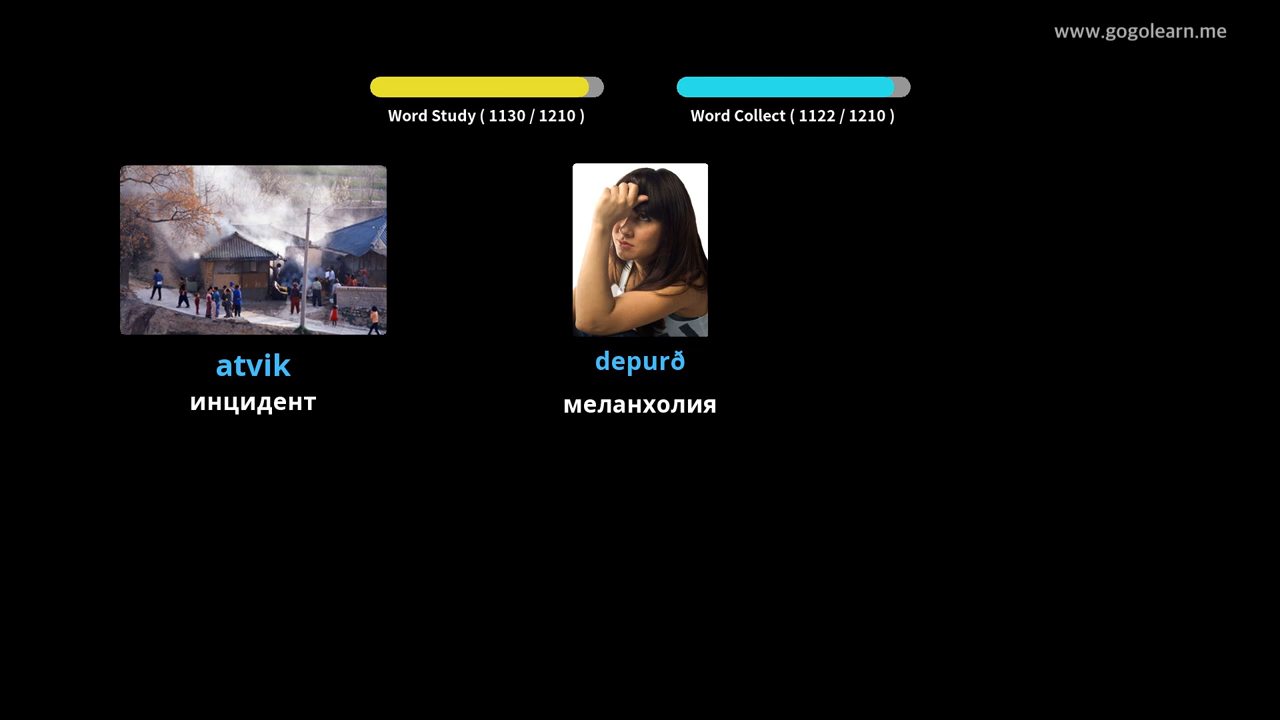 www.gogolearn.me
Word Study ( 1130 / 1210 )
Word Collect ( 1122 / 1210 )
atvik
инцидент
depurð
меланхолия